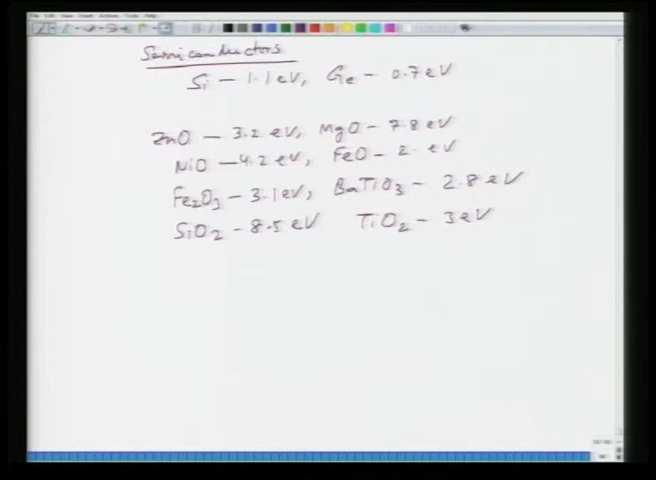 Semiconductors
Si – 1.1 eV, Ge – 0.7 eV
ZnO – 3.2 eV, MgO – 7.8 eV
NiO – 4.2 eV, FeO – 2. eV
Fe2O3 – 3.1 eV, BaTiO3 – 2.8 eV
SiO2 – 8.5 eV TiO2 – 3 eV